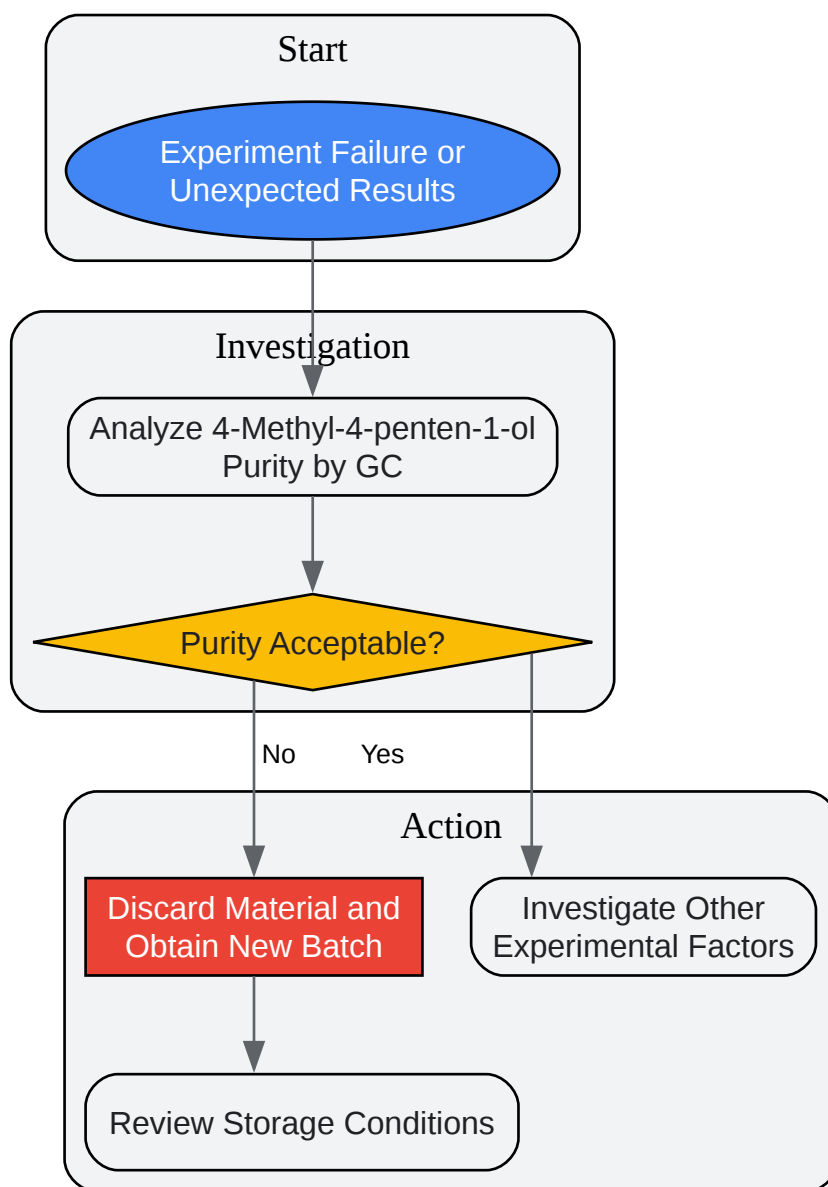 Start
Experiment Failure or
Unexpected Results
Investigation
Analyze 4-Methyl-4-penten-1-ol
Purity by GC
Purity Acceptable?
No
Yes
Action
Discard Material and
Obtain New Batch
Investigate Other
Experimental Factors
Review Storage Conditions